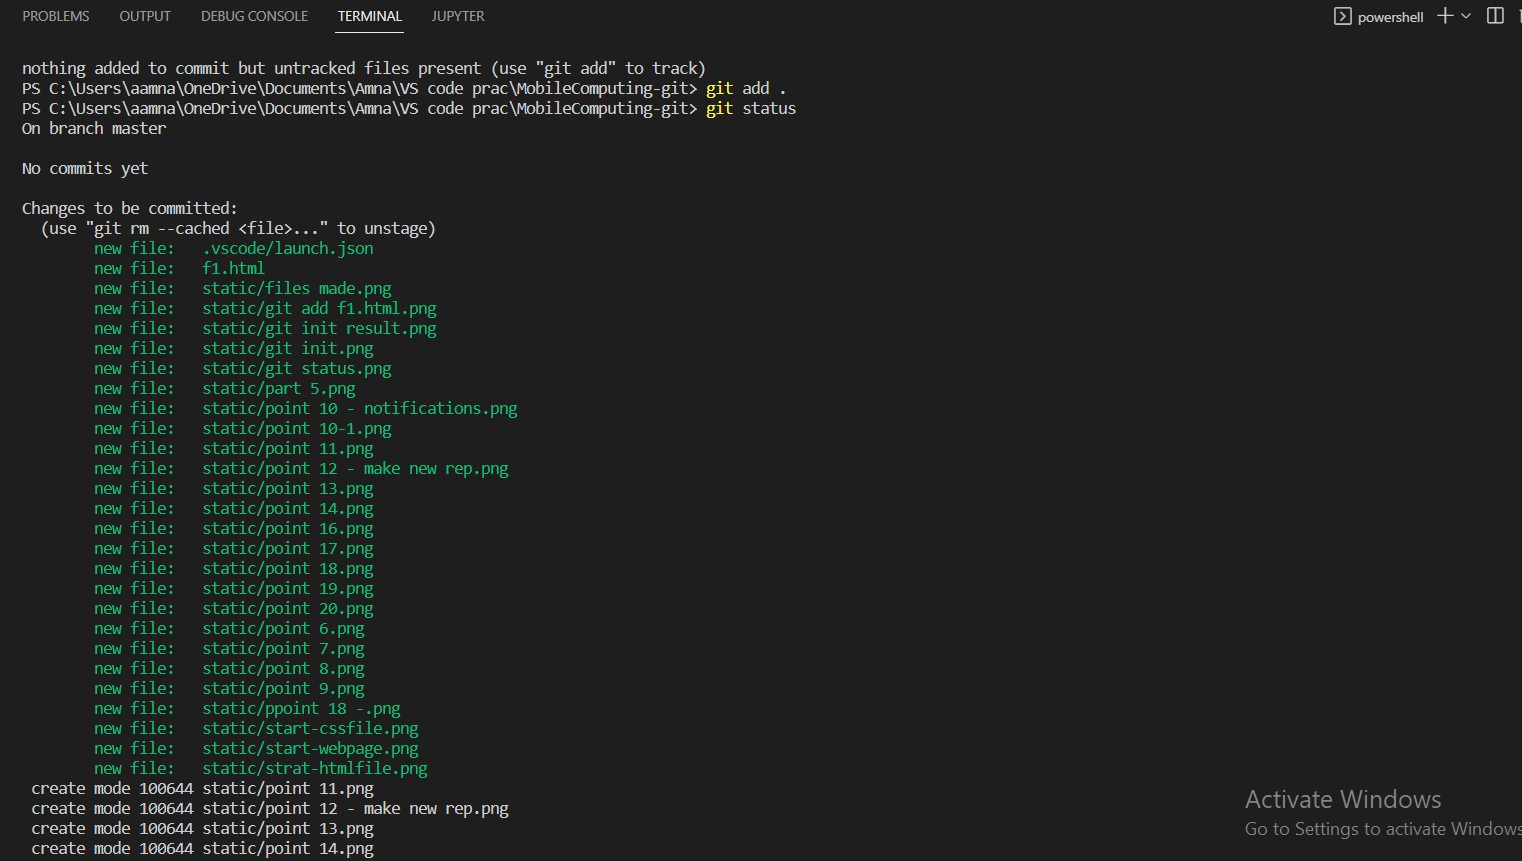 PROBLEMS OUTPUT DEBUG CONSOLE TERMINAL JUPYTER powershell
nothing added to commit but untracked files present (use "git add" to track)
PS C:\Users\aamna\OneDrive\Documents\Amna\VS code prac\MobileComputing-git> git add .
PS C:\Users\aamna\OneDrive\Documents\Amna\VS code prac\MobileComputing-git> git status
On branch master
No commits yet
Changes to be committed:
(use "git rm --cached <file>..." to unstage)
new file: .vscode/launch.json
new file: f1.html
new file: static/files made.png
new file: static/git add f1.html.png
new file: static/git init result.png
new file: static/git init.png
new file: static/git status.png
new file: static/part 5.png
new file: static/point 10 - notifications.png
new file: static/point 10-1.png
new file: static/point 11.png
new file: static/point 12 - make new rep.png
new file: static/point 13.png
new file: static/point 14.png
new file: static/point 16.png
new file: static/point 17.png
new file: static/point 18.png
new file: static/point 19.png
new file: static/point 20.png
new file: static/point 6.png
new file: static/point 7.png
new file: static/point 8.png
new file: static/point 9.png
new file: static/ppoint 18 -.png
new file: static/start-cssfile.png
new file: static/start-webpage.png
new file: static/strat-htmlfile.png
create mode 100644 static/point 11.png
create mode 100644 static/point 12 - make new rep.png
create mode 100644 static/point 13.png
create mode 100644 static/point 14.png
Activate Windows
Go to Settings to activate Windows